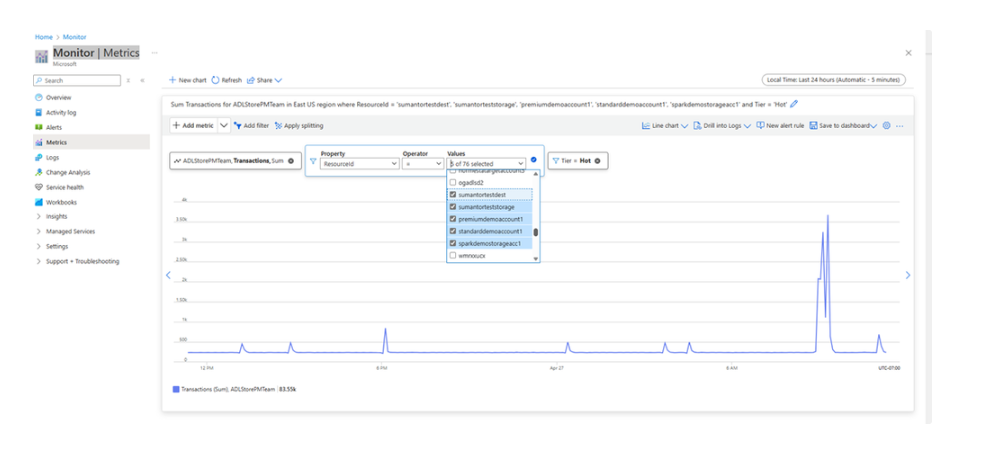 Home > Monitor
Monitor | Metrics
Microsoft
Search
Overview
Activity log
Alerts
Metrics
Logs
Change Analysis
Service health
Workbooks
Insights
Managed Services
Settings
Support + Troubleshooting
+ New chart Refresh Share
Local Time: Last 24 hours (Automatic - 5 minutes)
Sum Transactions for ADLStorePMTeam in East US region where ResourceId = 'sumantortestdest', 'sumantorteststorage', 'premiumdemoaccount1', 'standarddemoaccount1', 'sparkdemostorageacc1' and Tier = 'Hot'
+ Add metric Add filter Apply splitting
Line chart Drill into Logs New alert rule Save to dashboard ...
ADLStorePMTeam, Transactions, Sum
Property Operator Values
ResourceId = 5 of 76 selected
Tier = Hot
ogadlsd2
sumantortestdest
sumantorteststorage
premiumdemoaccount1
standarddemoaccount1
sparkdemostorageacc1
4k
3.50k
3k
2.50k
2k
1.50k
1k
500
0
12 PM 6 PM Apr 27 6 AM UTC-07:00
Transactions (Sum), ADLStorePMTeam | 83.55k